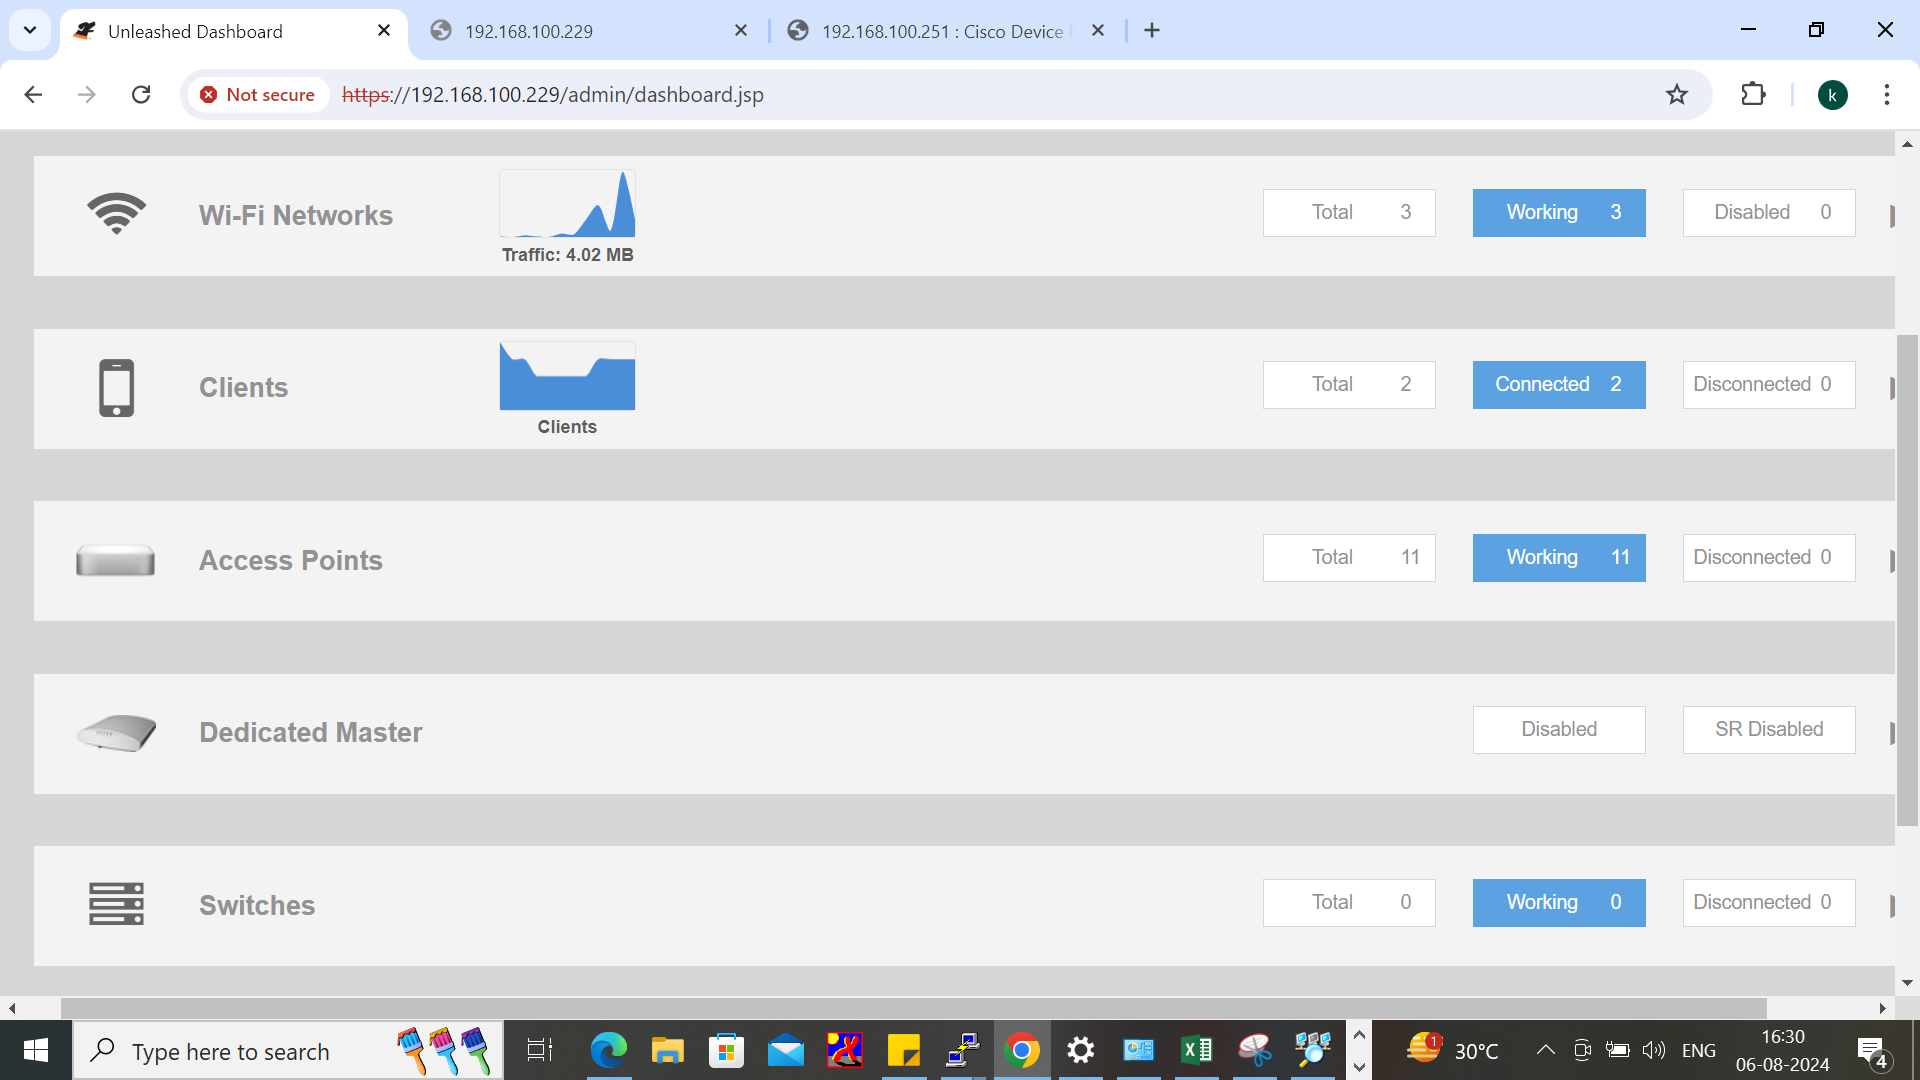 Unleashed Dashboard
192.168.100.229
192.168.100.251 : Cisco Device
Not secure
https://192.168.100.229/admin/dashboard.jsp
k
Wi-Fi Networks
Traffic: 4.02 MB
Total 3
Working 3
Disabled 0
Clients
Clients
Total 2
Connected 2
Disconnected 0
Access Points
Total 11
Working 11
Disconnected 0
Dedicated Master
Disabled
SR Disabled
Switches
Total 0
Working 0
Disconnected 0
Type here to search
1
30°C
ENG
16:30
06-08-2024
4